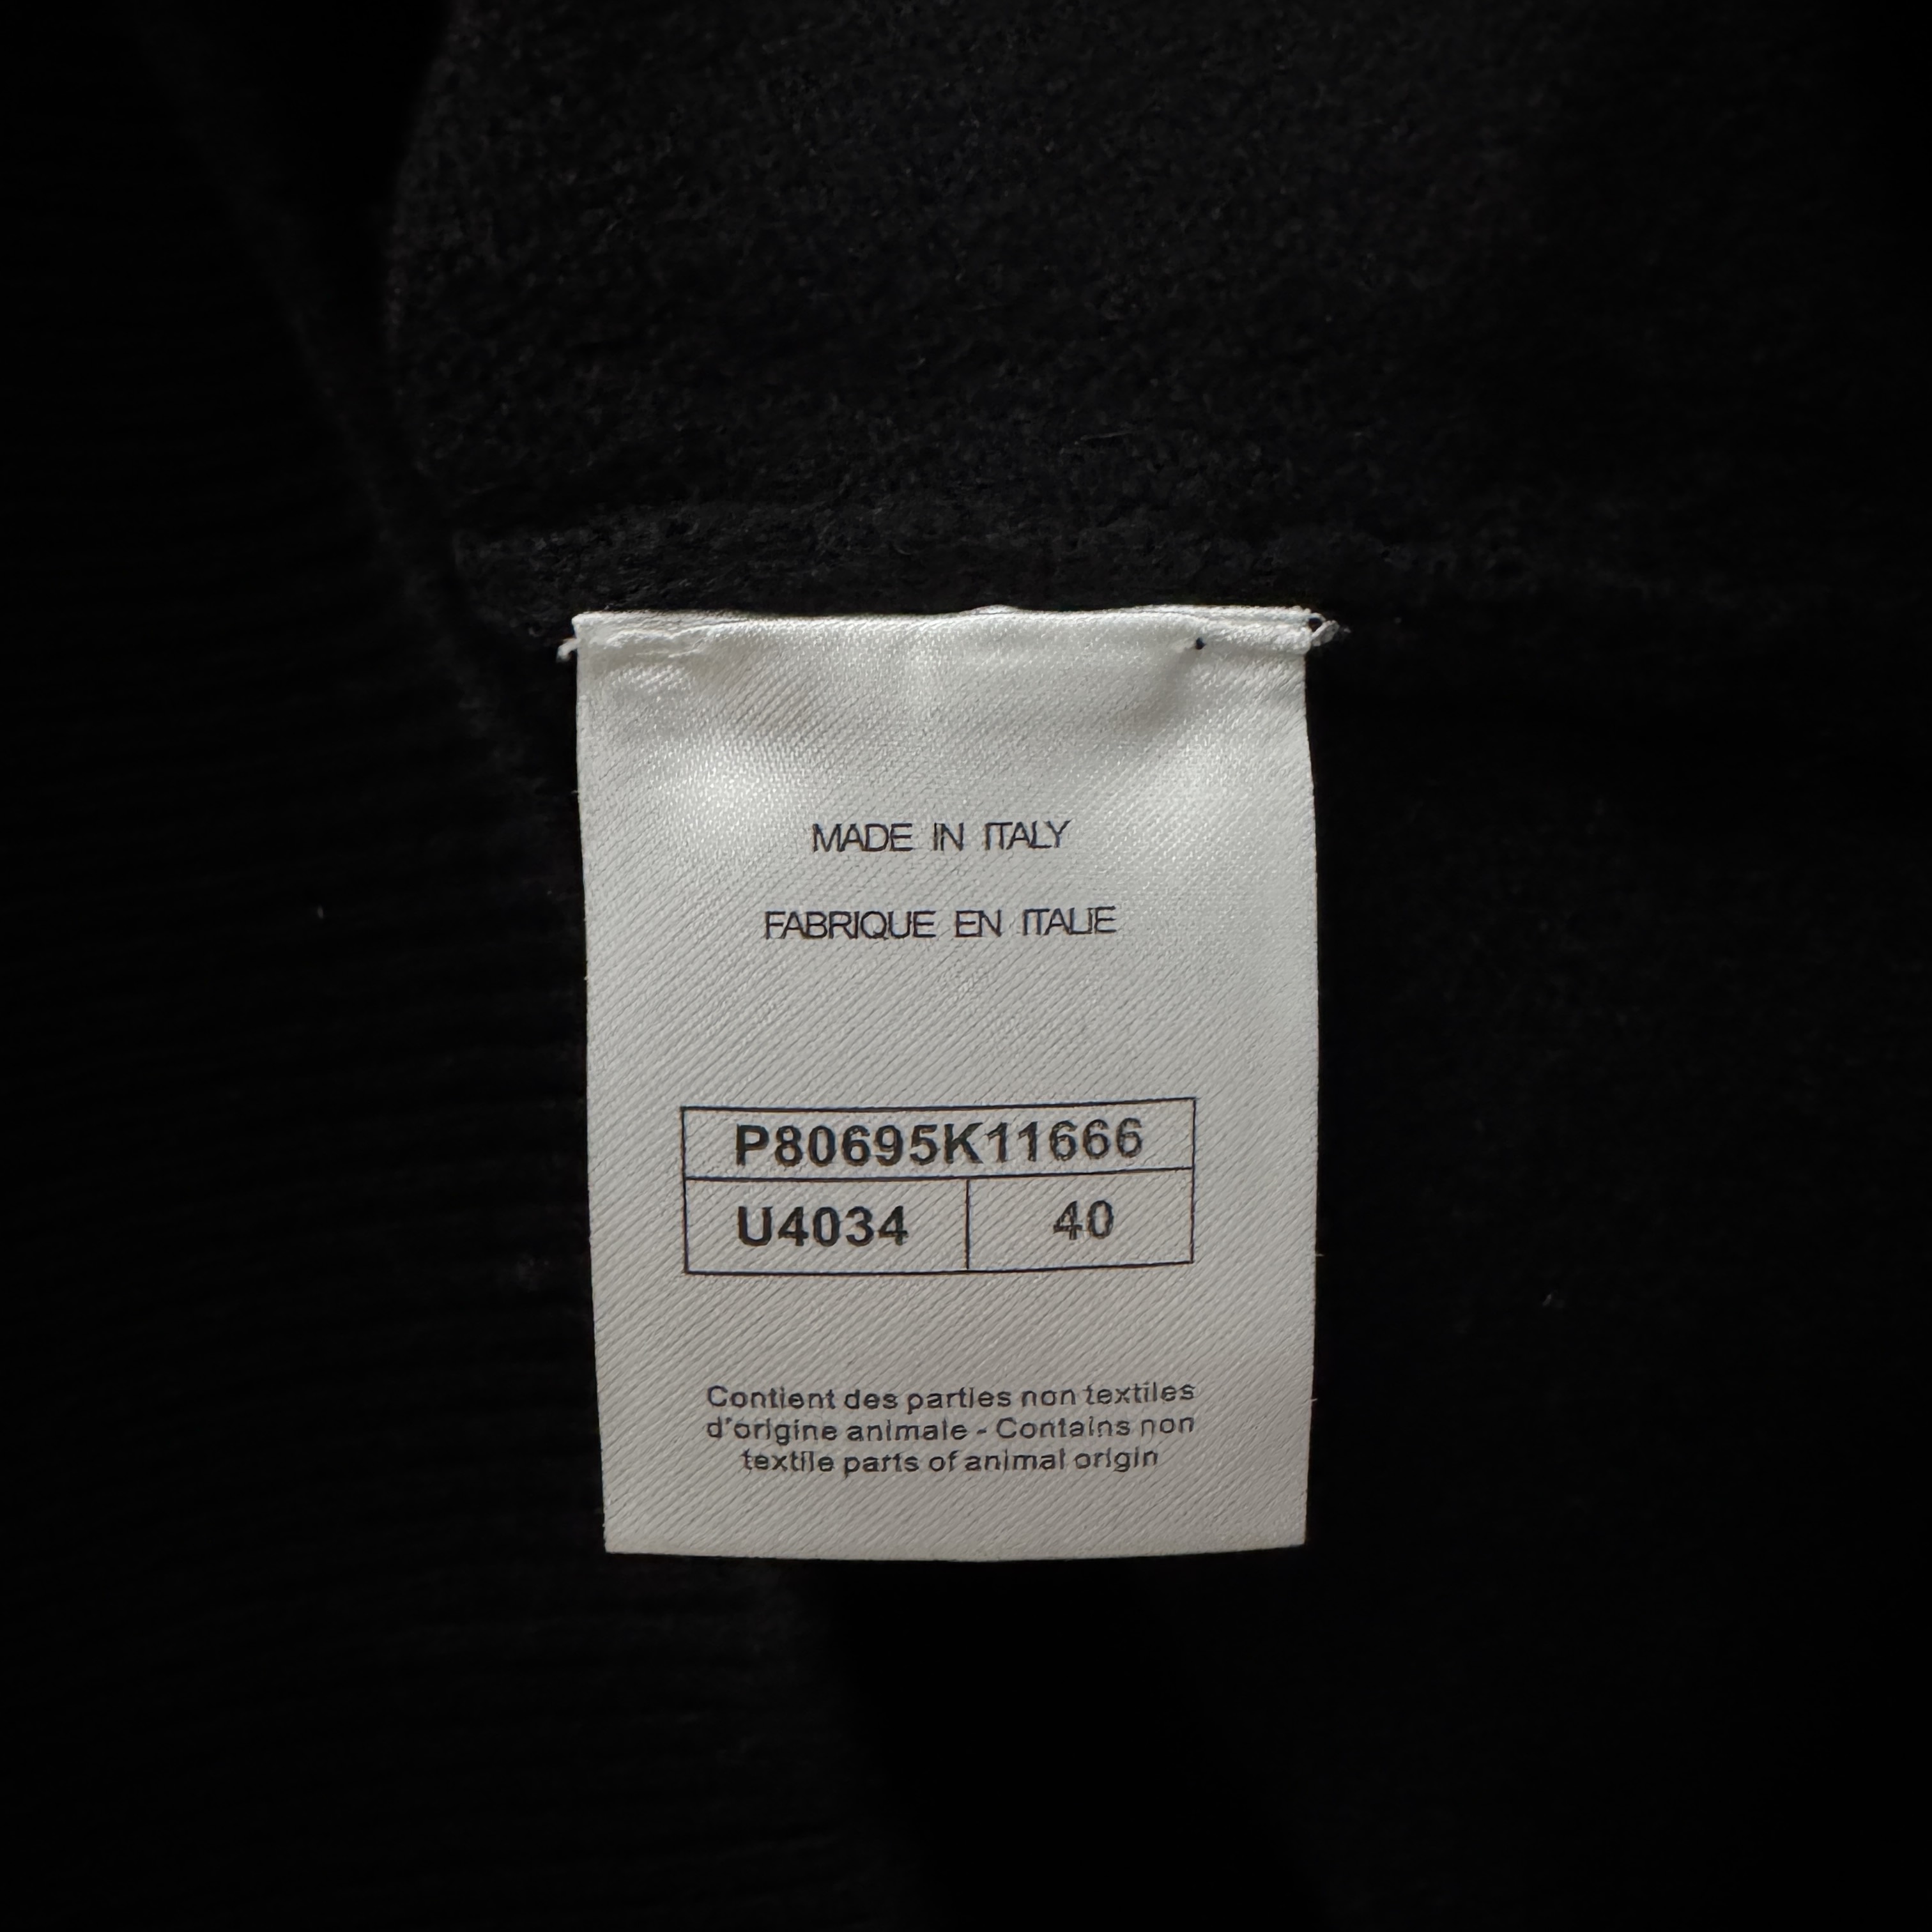 MADE IN ITALY
FABRIQUE EN ITALIE
P80695K11666
U4034 40
Contient des parties non textiles
d'origine animale - Contains non
textile parts of animal origin